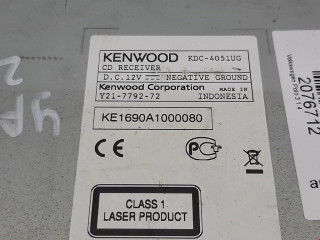 KENWOOD KDC-4051UG
CD RECEIVER
D.C.12V NEGATIVE GROUND
Kenwood Corporation MADE IN
Y21-7792-72 INDONESIA
KE1690A1000080
CE
CLASS 1
LASER PRODUCT
2076712